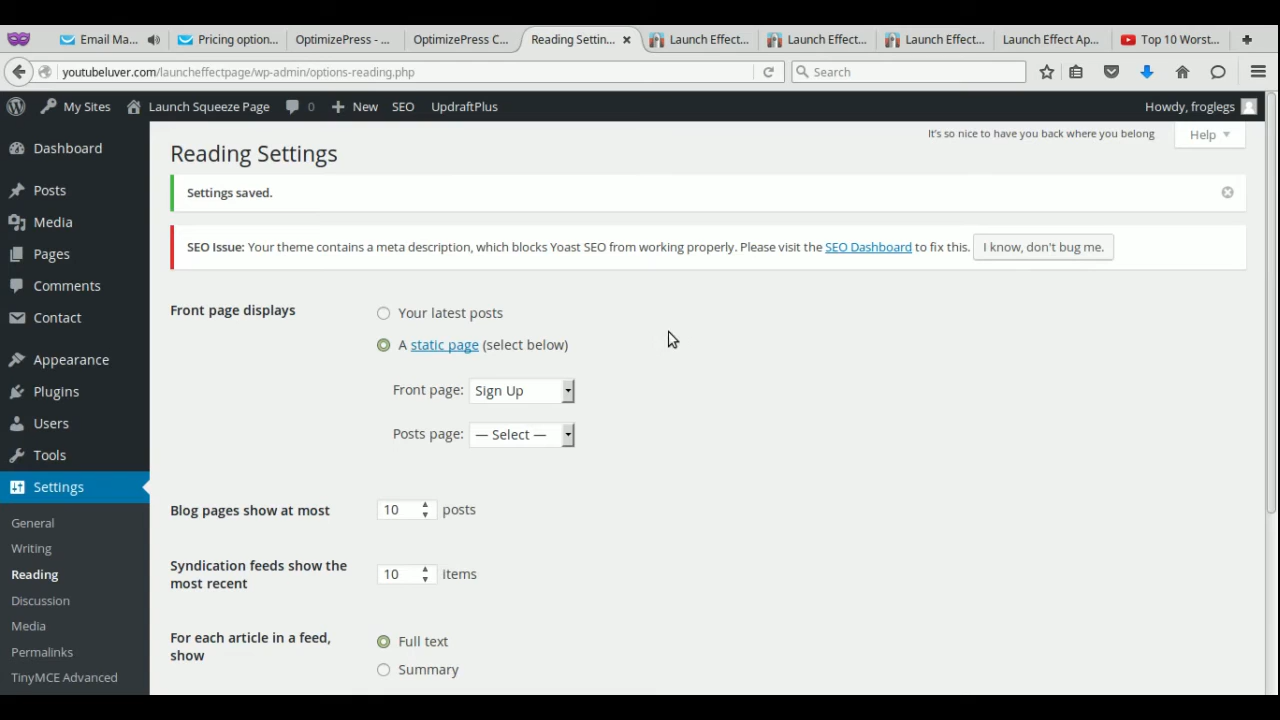 Email Ma...
Pricing option...
OptimizePress - ...
OptimizePress C...
Reading Settin...
Launch Effect...
Launch Effect...
Launch Effect...
Launch Effect Ap...
Top 10 Worst...
youtubeluver.com/launcheffectpage/wp-admin/options-reading.php
Search
My Sites
Launch Squeeze Page
0
New
SEO
UpdraftPlus
Howdy, froglegs
It's so nice to have you back where you belong
Help
Dashboard
Posts
Media
Pages
Comments
Contact
Appearance
Plugins
Users
Tools
Settings
General
Writing
Reading
Discussion
Media
Permalinks
TinyMCE Advanced
Reading Settings
Settings saved.
SEO Issue: Your theme contains a meta description, which blocks Yoast SEO from working properly. Please visit the SEO Dashboard to fix this. I know, don't bug me.
Front page displays
Your latest posts
A static page (select below)
Front page: Sign Up
Posts page: — Select —
Blog pages show at most
10 posts
Syndication feeds show the
most recent
10 items
For each article in a feed,
show
Full text
Summary